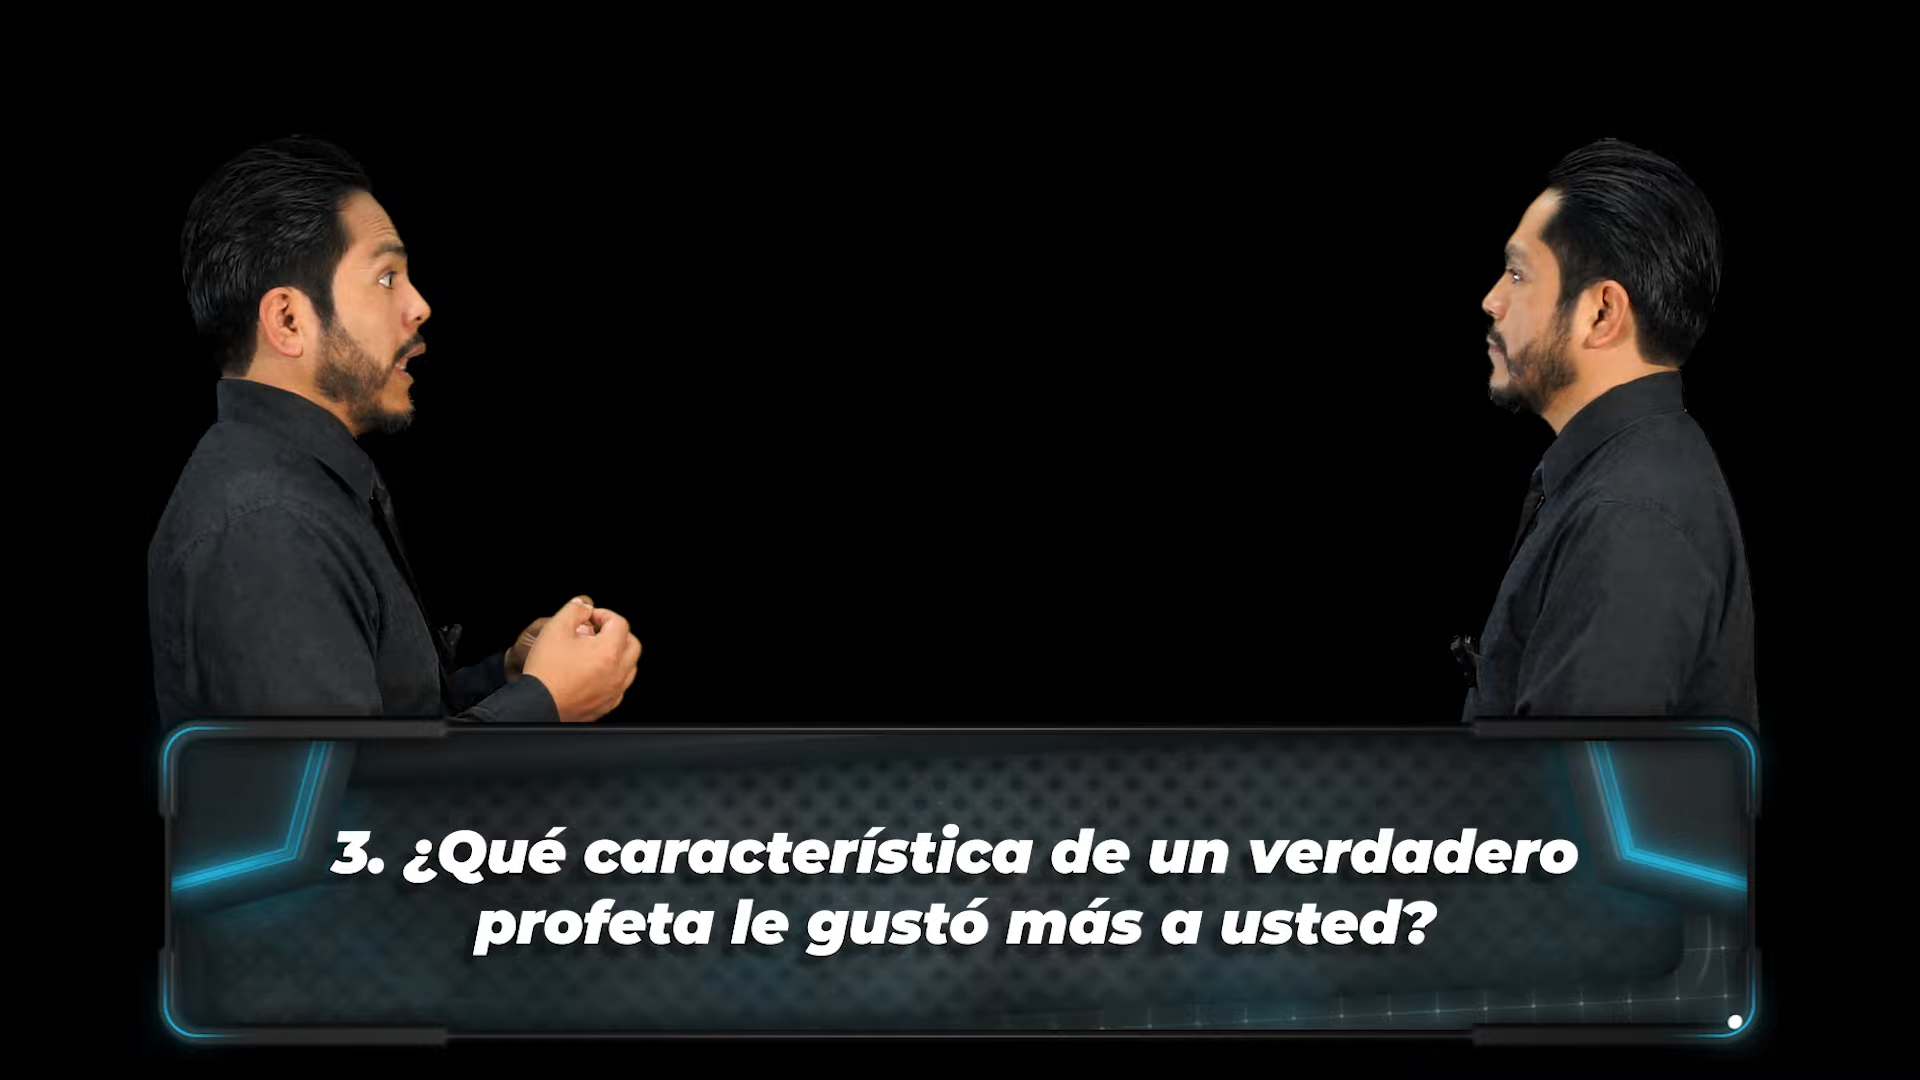 3. ¿Qué característica de un verdadero
profeta le gustó más a usted?